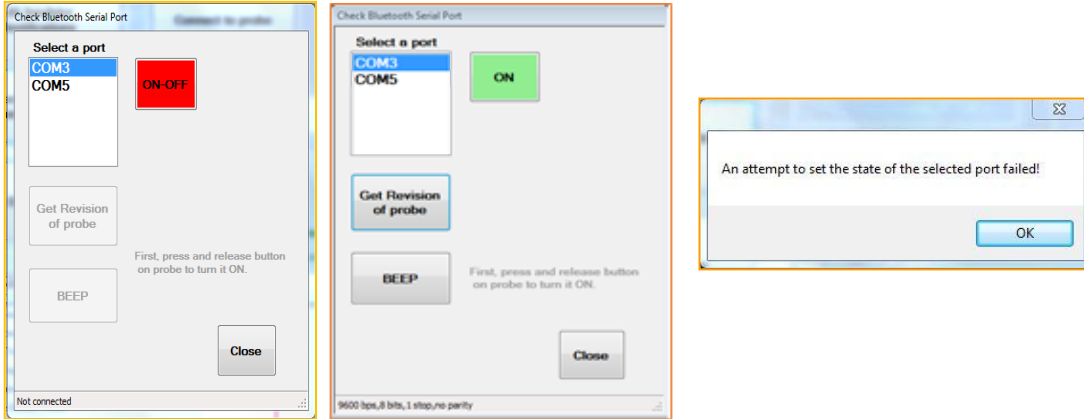 Check Bluetooth Serial Port
Select a port
COM3
COM5
ON-OFF
Get Revision
of probe
First, press and release button
on probe to turn it ON.
BEEP
Close
Not connected
Check Bluetooth Serial Port
Select a port
COM3
COM5
ON
Get Revision
of probe
BEEP
First, press and release button
on probe to turn it ON.
Close
9600 bps,8 bits, 1 stop,no parity
An attempt to set the state of the selected port failed!
OK